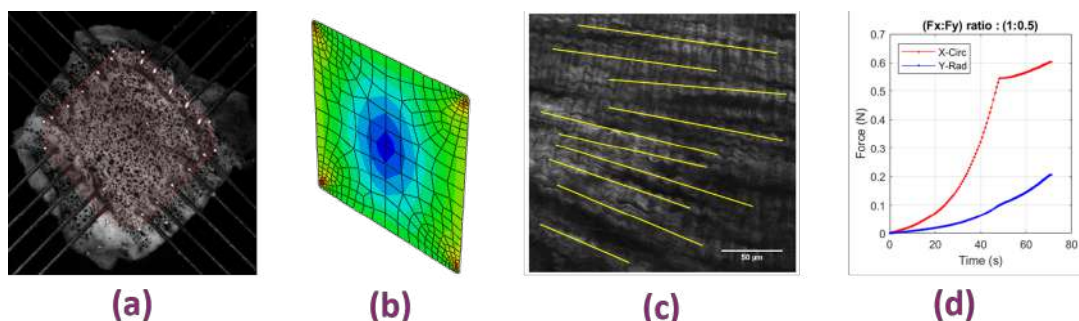 (Fx:Fy) ratio : (1:0.5)
0.7
0.6
0.5
0.4
0.3
0.2
0.1
0
Force (N)
X-Circ
Y-Rad
0 20 40 60 80
Time (s)
50 µm
(a) (b) (c) (d)